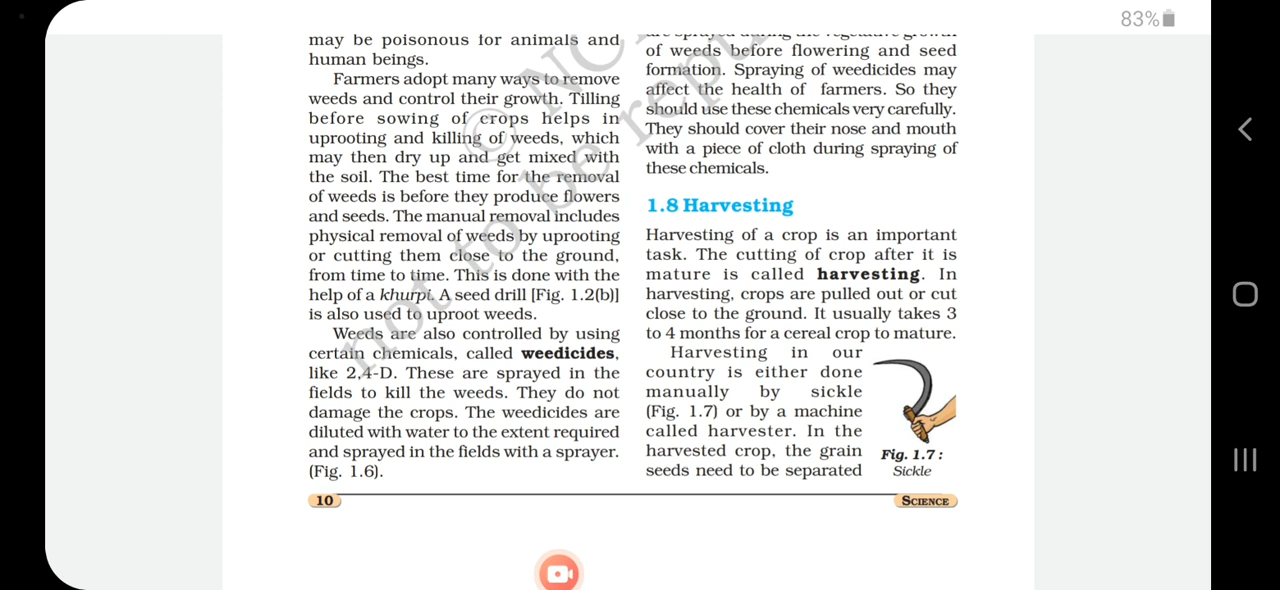 83%
may be poisonous for animals and
human beings.
Farmers adopt many ways to remove
weeds and control their growth. Tilling
before sowing of crops helps in
uprooting and killing of weeds, which
may then dry up and get mixed with
the soil. The best time for the removal
of weeds is before they produce flowers
and seeds. The manual removal includes
physical removal of weeds by uprooting
or cutting them close to the ground,
from time to time. This is done with the
help of a khurpi. A seed drill [Fig. 1.2(b)]
is also used to uproot weeds.
Weeds are also controlled by using
certain chemicals, called weedicides,
like 2,4-D. These are sprayed in the
fields to kill the weeds. They do not
damage the crops. The weedicides are
diluted with water to the extent required
and sprayed in the fields with a sprayer.
(Fig. 1.6).
are sprayed during the vegetative growth
of weeds before flowering and seed
formation. Spraying of weedicides may
affect the health of farmers. So they
should use these chemicals very carefully.
They should cover their nose and mouth
with a piece of cloth during spraying of
these chemicals.
1.8 Harvesting
Harvesting of a crop is an important
task. The cutting of crop after it is
mature is called harvesting. In
harvesting, crops are pulled out or cut
close to the ground. It usually takes 3
to 4 months for a cereal crop to mature.
Harvesting in our
country is either done
manually by sickle
(Fig. 1.7) or by a machine
called harvester. In the
harvested crop, the grain
seeds need to be separated
Fig. 1.7 :
Sickle
10
SCIENCE
© NC
not to be repu